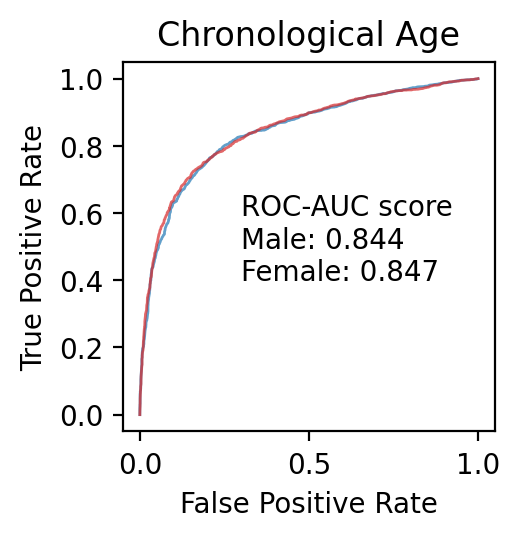 Chronological Age
1.0
0.8
0.6
0.4
0.2
0.0
True Positive Rate
ROC-AUC score
Male: 0.844
Female: 0.847
0.0
0.5
1.0
False Positive Rate